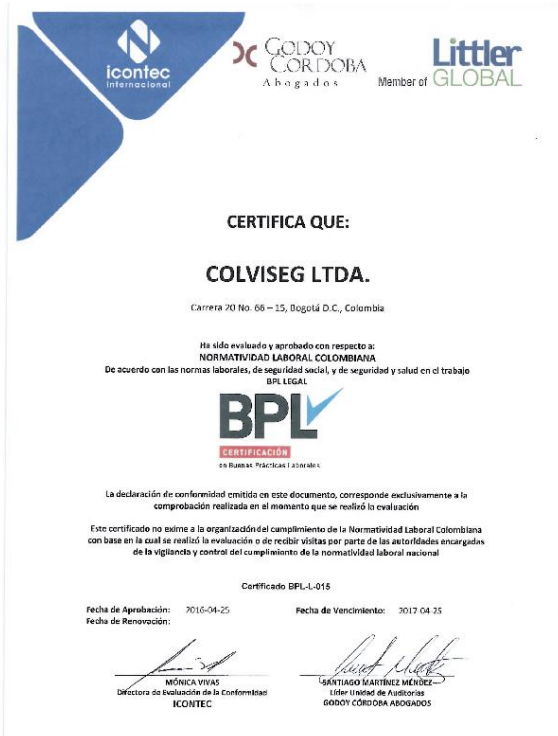 icontec
internacional
GODOY
CÓRDOBA
Abogados
Member of
Littler
GLOBAL
CERTIFICA QUE:
COLVISEG LTDA.
Carrera 20 No. 66 – 15, Bogotá D.C., Colombia
Ha sido evaluado y aprobado con respecto a:
NORMATIVIDAD LABORAL COLOMBIANA
De acuerdo con las normas laborales, de seguridad social, y de seguridad y salud en el trabajo
BPL LEGAL
BPL
CERTIFICACIÓN
en Buenas Prácticas Laborales
La declaración de conformidad emitida en este documento, corresponde exclusivamente a la
comprobación realizada en el momento que se realizó la evaluación
Este certificado no exime a la organización del cumplimiento de la Normatividad Laboral Colombiana
con base en la cual se realizó la evaluación o de recibir visitas por parte de las autoridades encargadas
de la vigilancia y control del cumplimiento de la normatividad laboral nacional
Certificado BPL-L-015
Fecha de Aprobación: 2016-04-25 Fecha de Vencimiento: 2017-04-25
Fecha de Renovación:
MÓNICA VIVAS SANTIAGO MARTÍNEZ MÉNDEZ
Directora de Evaluación de la Conformidad Líder Unidad de Auditorías
ICONTEC GODOY CÓRDOBA ABOGADOS